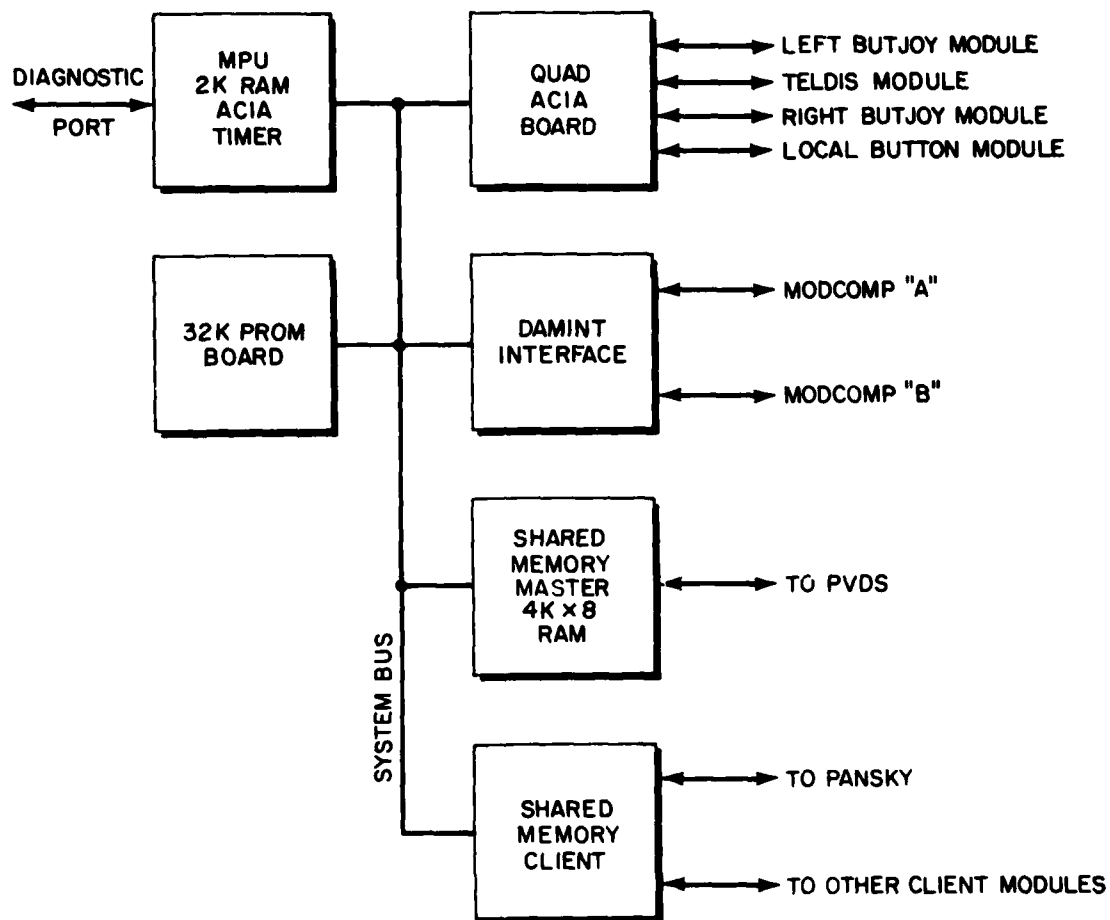 DIAGNOSTIC
PORT
MPU
2K RAM
ACIA
TIMER
QUAD
ACIA
BOARD
LEFT BUTJOY MODULE
TELDIS MODULE
RIGHT BUTJOY MODULE
LOCAL BUTTON MODULE
32K PROM
BOARD
DAMINT
INTERFACE
MODCOMP "A"
MODCOMP "B"
SHARED
MEMORY
MASTER
4K × 8
RAM
TO PVDS
SYSTEM BUS
SHARED
MEMORY
CLIENT
TO PANSKY
TO OTHER CLIENT MODULES